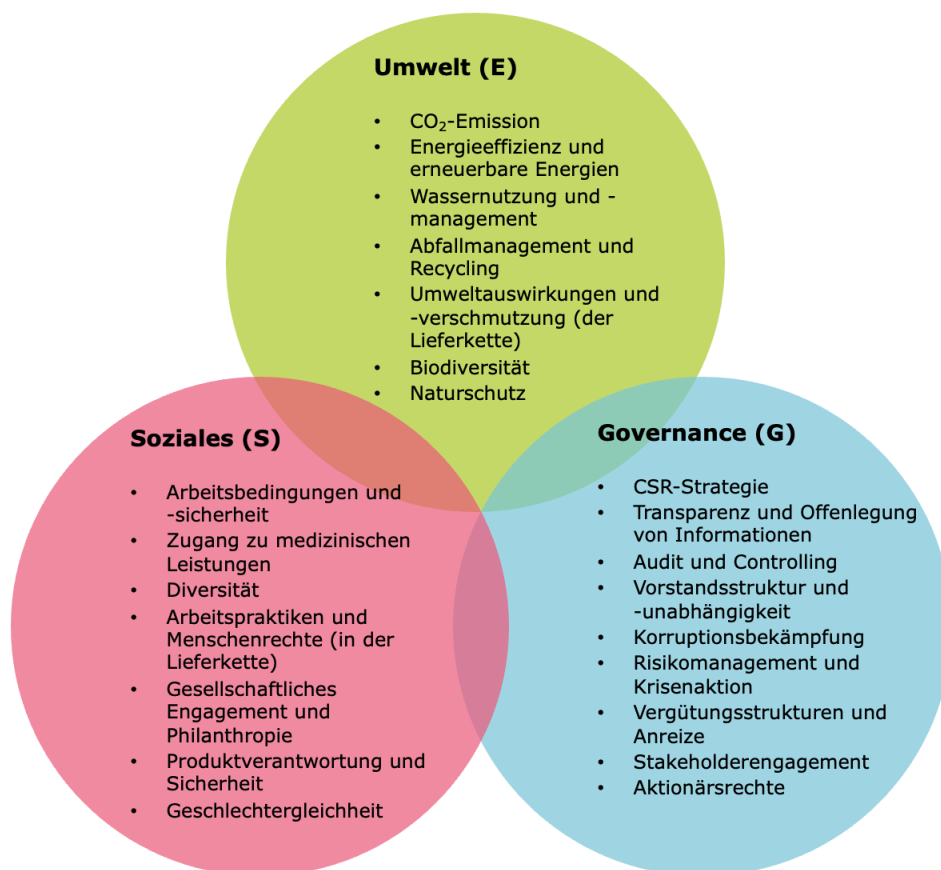 Umwelt (E)
• CO₂-Emission
• Energieeffizienz und
erneuerbare Energien
• Wassernutzung und -
management
• Abfallmanagement und
Recycling
• Umweltauswirkungen und
-verschmutzung (der
Lieferkette)
• Biodiversität
• Naturschutz
Soziales (S)
• Arbeitsbedingungen und
-sicherheit
• Zugang zu medizinischen
Leistungen
• Diversität
• Arbeitspraktiken und
Menschenrechte (in der
Lieferkette)
• Gesellschaftliches
Engagement und
Philanthropie
• Produktverantwortung und
Sicherheit
• Geschlechtergleichheit
Governance (G)
• CSR-Strategie
• Transparenz und Offenlegung
von Informationen
• Audit und Controlling
• Vorstandsstruktur und
-unabhängigkeit
• Korruptionsbekämpfung
• Risikomanagement und
Krisenaktion
• Vergütungsstrukturen und
Anreize
• Stakeholderengagement
• Aktionärsrechte